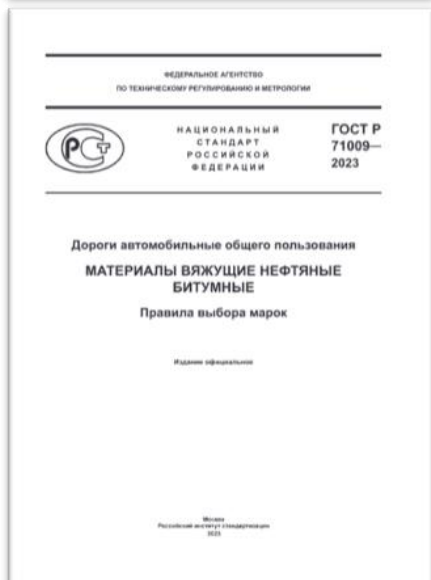 ФЕДЕРАЛЬНОЕ АГЕНТСТВО
ПО ТЕХНИЧЕСКОМУ РЕГУЛИРОВАНИЮ И МЕТРОЛОГИИ
РСТ
НАЦИОНАЛЬНЫЙ
СТАНДАРТ
РОССИЙСКОЙ
ФЕДЕРАЦИИ
ГОСТ Р
71009—
2023
Дороги автомобильные общего пользования
МАТЕРИАЛЫ ВЯЖУЩИЕ НЕФТЯНЫЕ
БИТУМНЫЕ
Правила выбора марок
Издание официальное
Москва
Российский институт стандартизации
2023